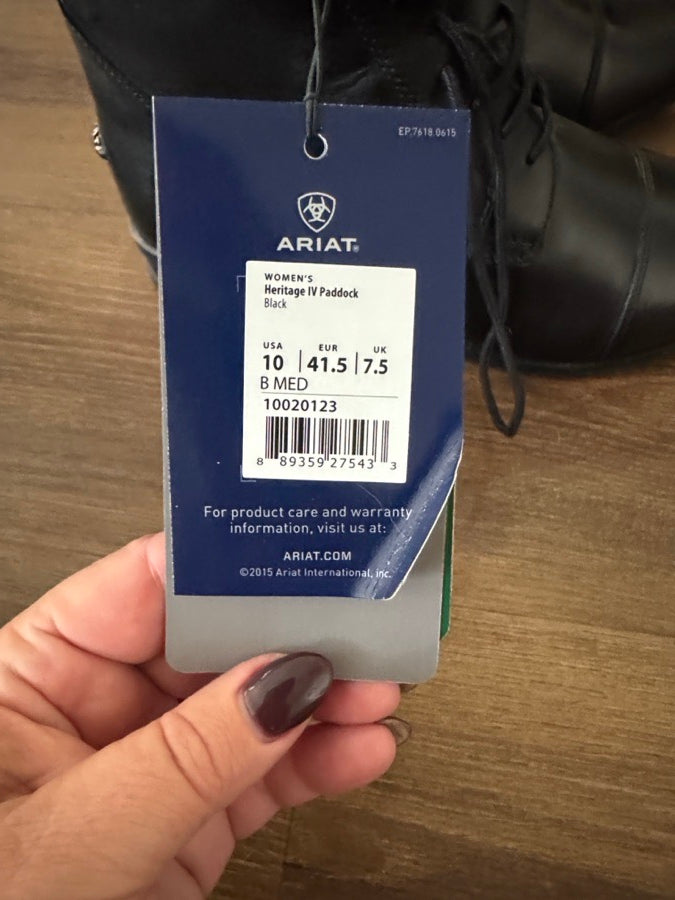 EP.7618.0615
ARIAT®
WOMEN'S
Heritage IV Paddock
Black
USA EUR UK
10 41.5 7.5
B MED
10020123
8 89359 27543 3
For product care and warranty
information, visit us at:
ARIAT.COM
©2015 Ariat International, inc.